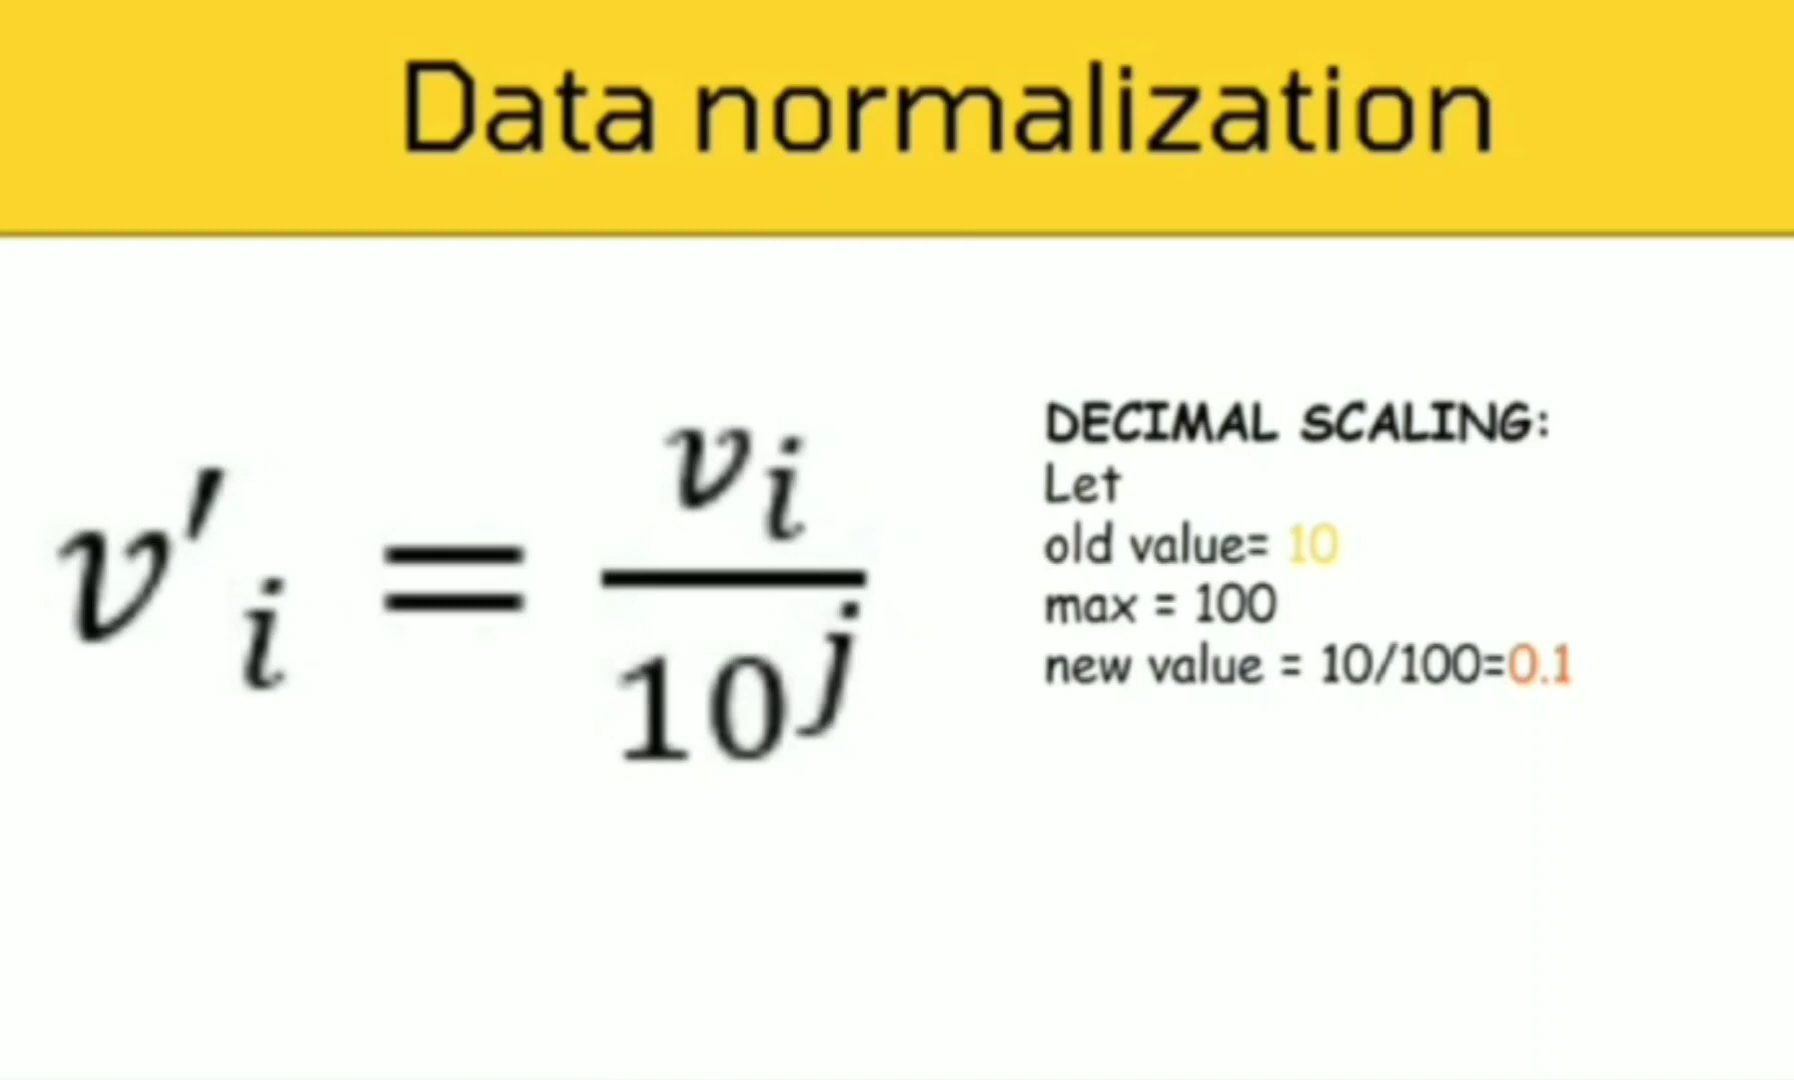 Data normalization
v'i = vi / 10^j
DECIMAL SCALING:
Let
old value= 10
max = 100
new value = 10/100=0.1